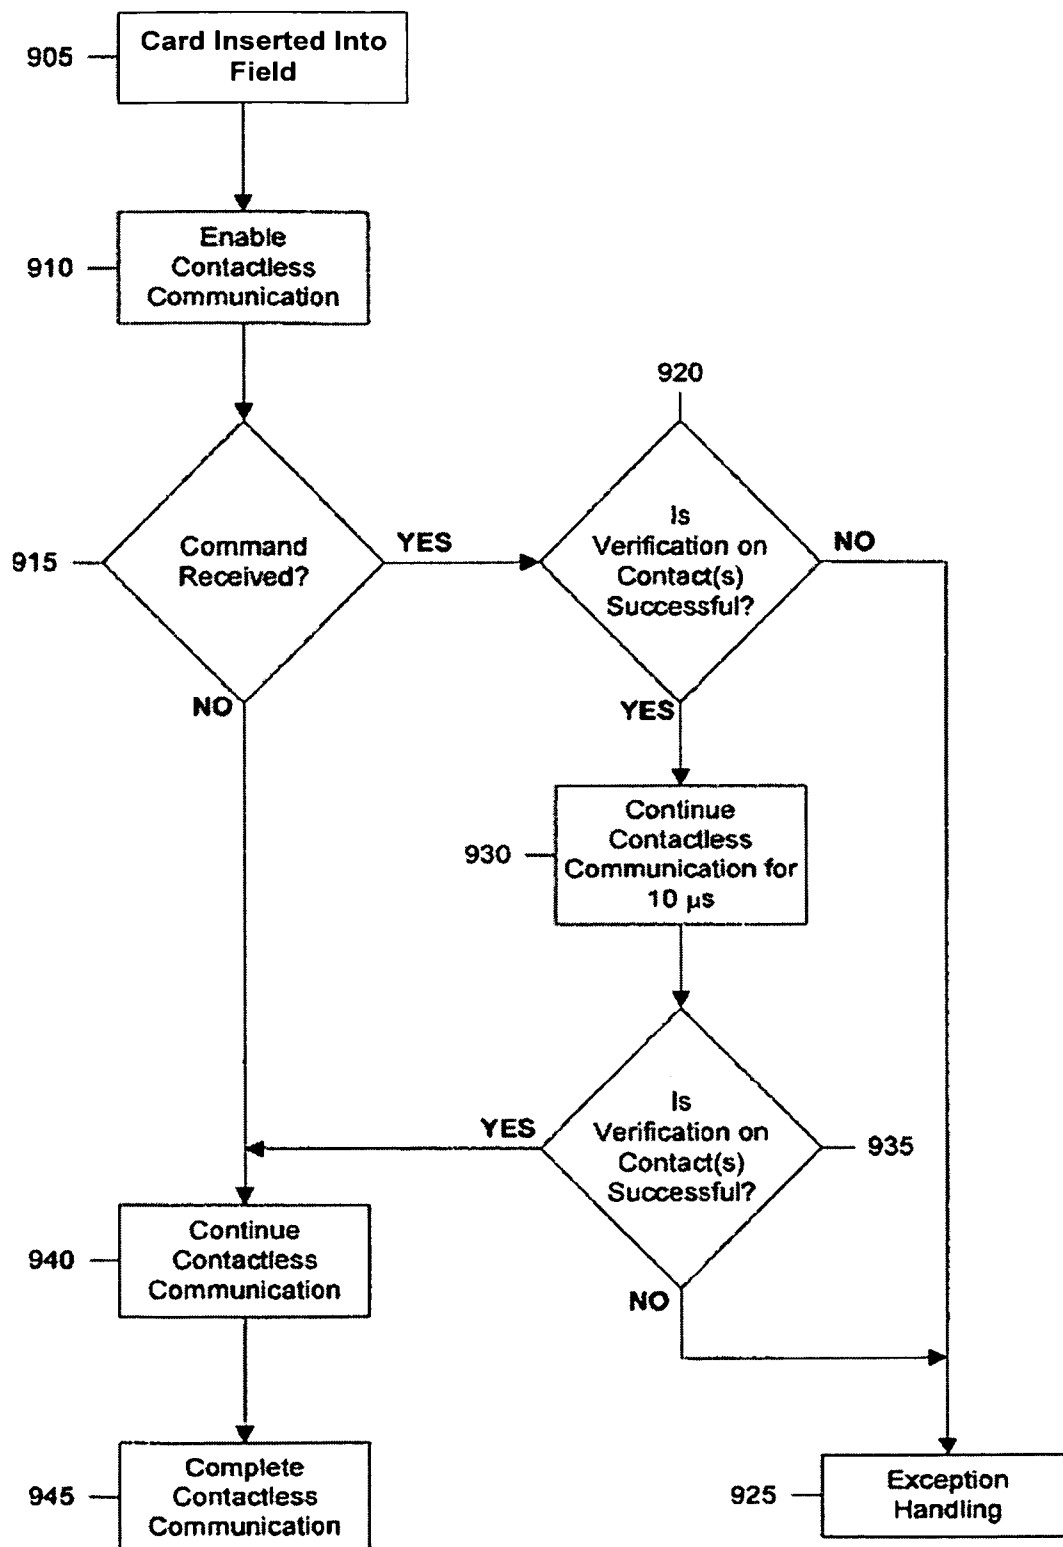 905
Card Inserted Into
Field
910
Enable
Contactless
Communication
920
915
Command
Received?
YES
Is
Verification on
Contact(s)
Successful?
NO
NO
YES
930
Continue
Contactless
Communication for
10 μs
YES
Is
Verification on
Contact(s)
Successful?
935
940
Continue
Contactless
Communication
NO
945
Complete
Contactless
Communication
925
Exception
Handling